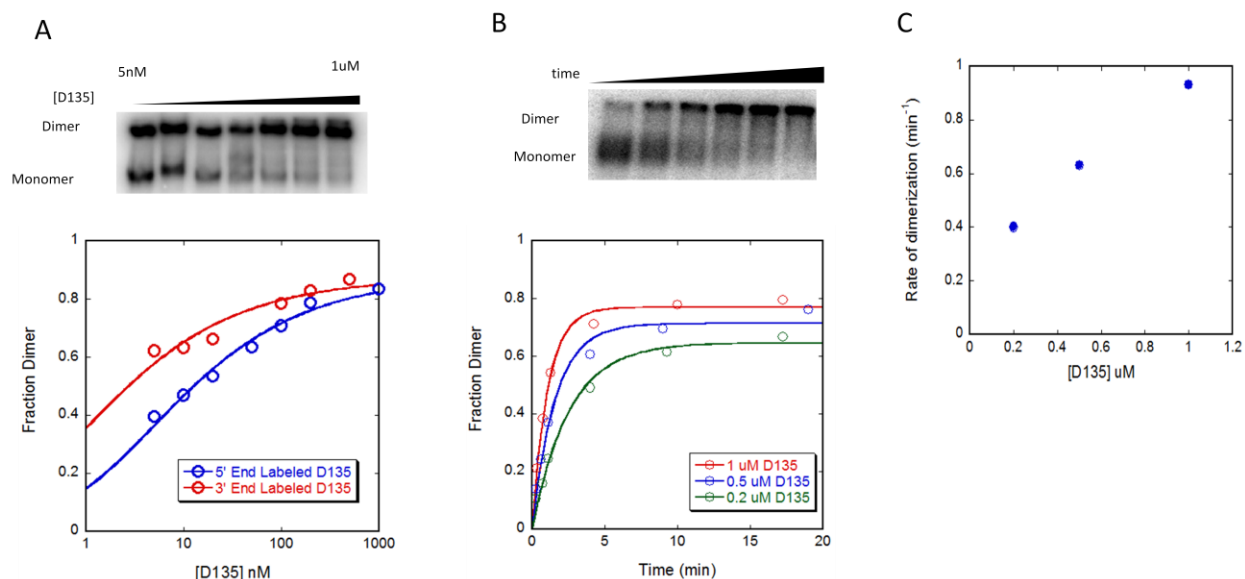 A
5nM
1uM
[D135]
Dimer
Monomer
1
0.8
0.6
0.4
0.2
0
Fraction Dimer
5' End Labeled D135
3' End Labeled D135
1
10
100
1000
[D135] nM
B
time
Dimer
Monomer
1
0.8
0.6
0.4
0.2
0
Fraction Dimer
1 uM D135
0.5 uM D135
0.2 uM D135
0
5
10
15
20
Time (min)
C
1
0.8
0.6
0.4
0.2
0
Rate of dimerization (min⁻¹)
0
0.2
0.4
0.6
0.8
1
1.2
[D135] uM